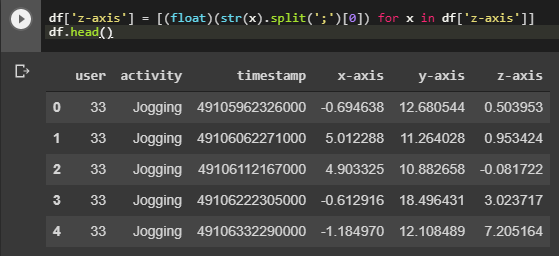 df['z-axis'] = [(float)(str(x).split(';')[0]) for x in df['z-axis']]
df.head()
user activity timestamp x-axis y-axis z-axis
0 33 Jogging 49105962326000 -0.694638 12.680544 0.503953
1 33 Jogging 49106062271000 5.012288 11.264028 0.953424
2 33 Jogging 49106112167000 4.903325 10.882658 -0.081722
3 33 Jogging 49106222305000 -0.612916 18.496431 3.023717
4 33 Jogging 49106332290000 -1.184970 12.108489 7.205164